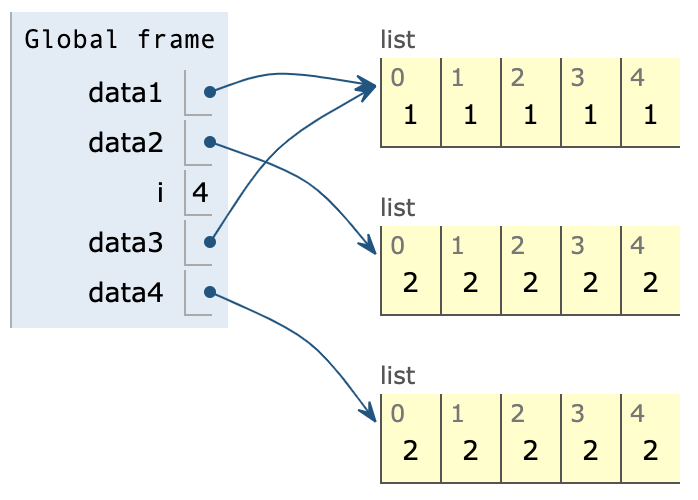 Global frame
data1
data2
i 4
data3
data4
list
0 1 2 3 4
1 1 1 1 1
list
0 1 2 3 4
2 2 2 2 2
list
0 1 2 3 4
2 2 2 2 2